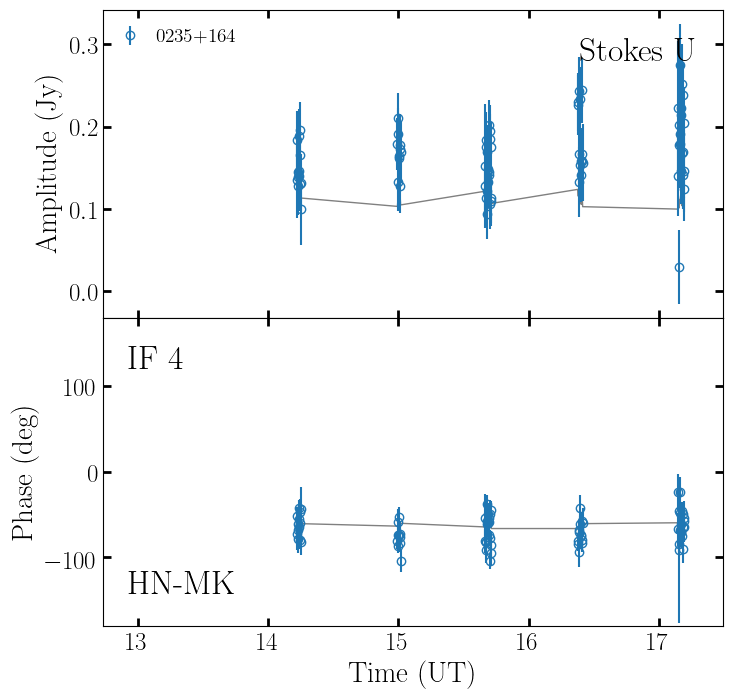 0235+164
Stokes U
Amplitude (Jy)
0.3
0.2
0.1
0.0
IF 4
Phase (deg)
100
0
−100
HN-MK
13 14 15 16 17
Time (UT)